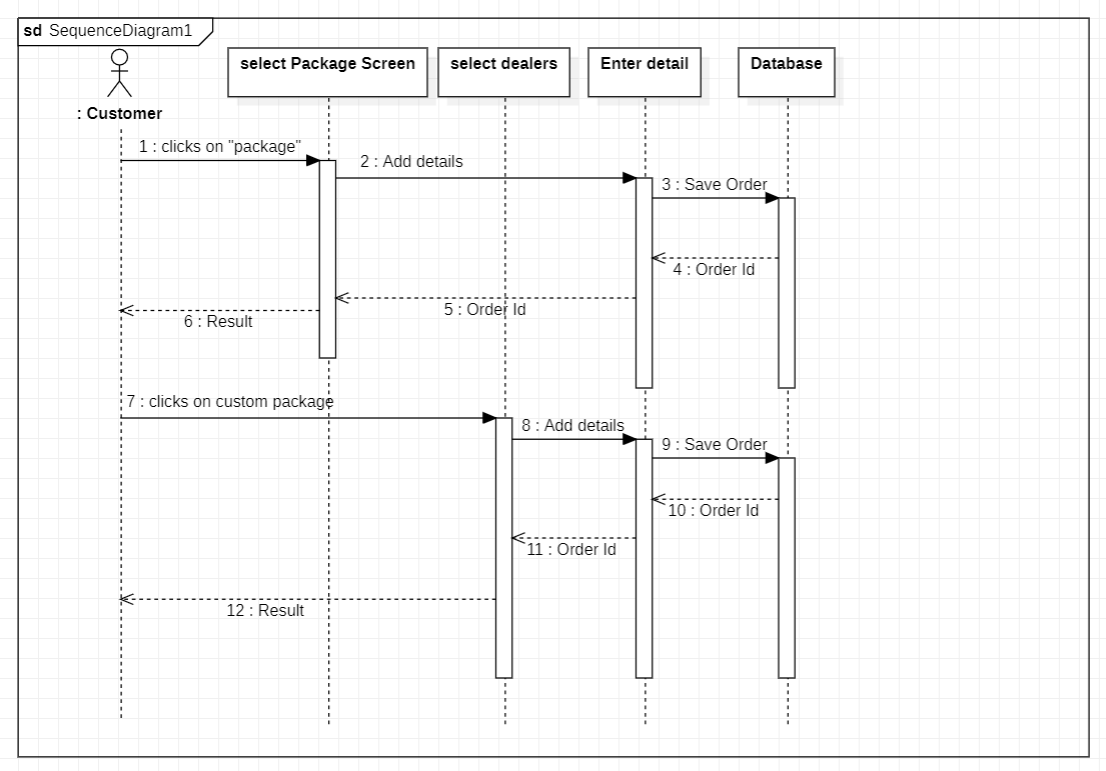 sd SequenceDiagram1
select Package Screen
select dealers
Enter detail
Database
: Customer
1 : clicks on "package"
2 : Add details
3 : Save Order
4 : Order Id
5 : Order Id
6 : Result
7 : clicks on custom package
8 : Add details
9 : Save Order
10 : Order Id
11 : Order Id
12 : Result